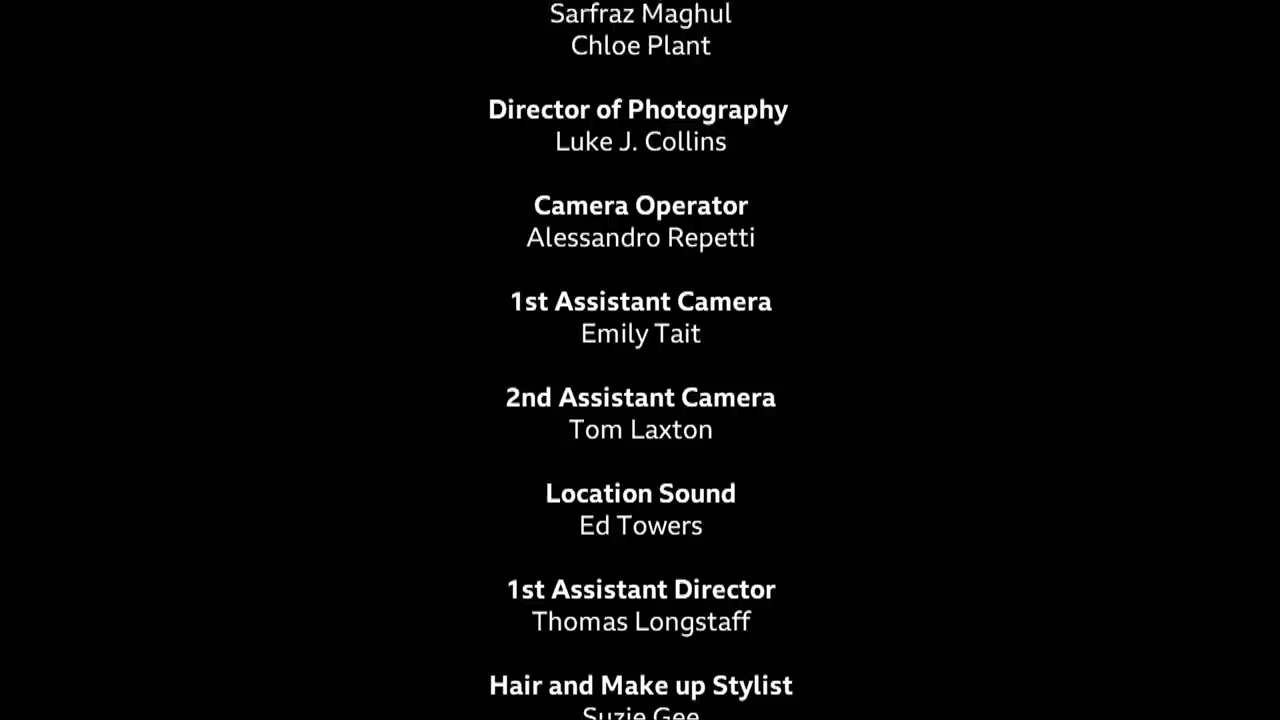 Sarfraz Maghul
Chloe Plant
Director of Photography
Luke J. Collins
Camera Operator
Alessandro Repetti
1st Assistant Camera
Emily Tait
2nd Assistant Camera
Tom Laxton
Location Sound
Ed Towers
1st Assistant Director
Thomas Longstaff
Hair and Make up Stylist
Suzie Gee